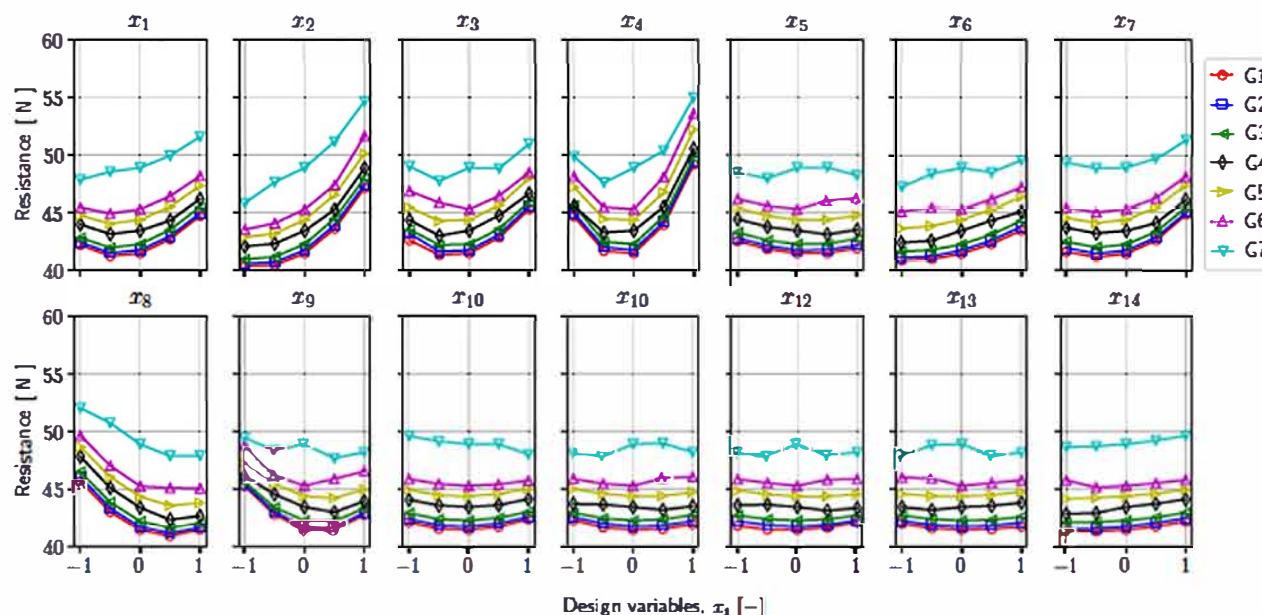 x₁ x₂ x₃ x₄ x₅ x₆ x₇
60
55
50
45
40
Resistance [N]
G1
G2
G3
G4
G5
G6
G7
x₈ x₉ x₁₀ x₁₀ x₁₂ x₁₃ x₁₄
60
55
50
45
40
Resistance [N]
−1 0 1 −1 0 1 −1 0 1 −1 0 1 −1 0 1 −1 0 1 −1 0 1
Design variables, x₁ [−]